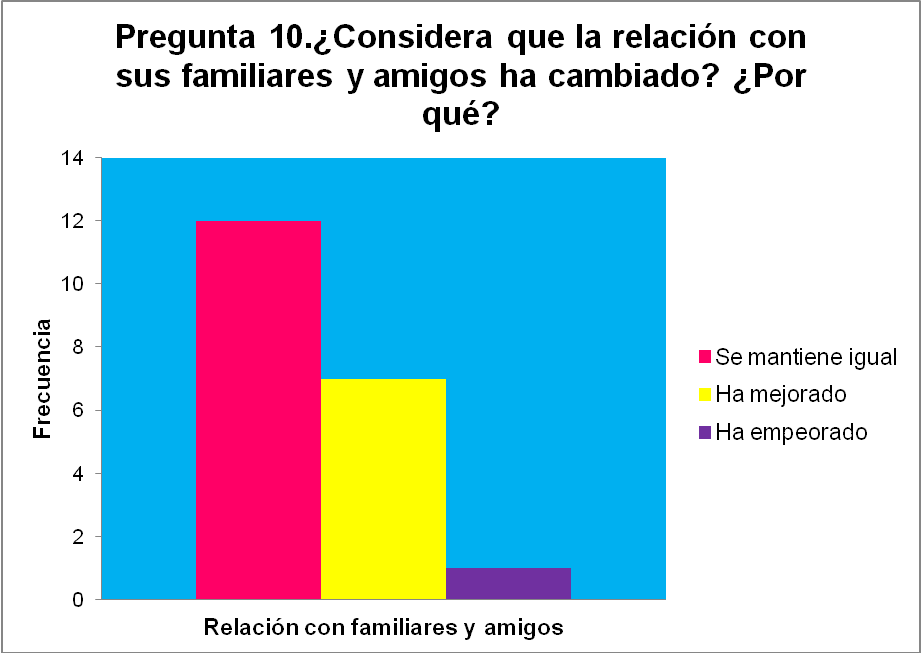 Pregunta 10.¿Considera que la relación con
sus familiares y amigos ha cambiado? ¿Por
qué?
14
12
10
8
6
4
2
0
Frecuencia
Relación con familiares y amigos
Se mantiene igual
Ha mejorado
Ha empeorado